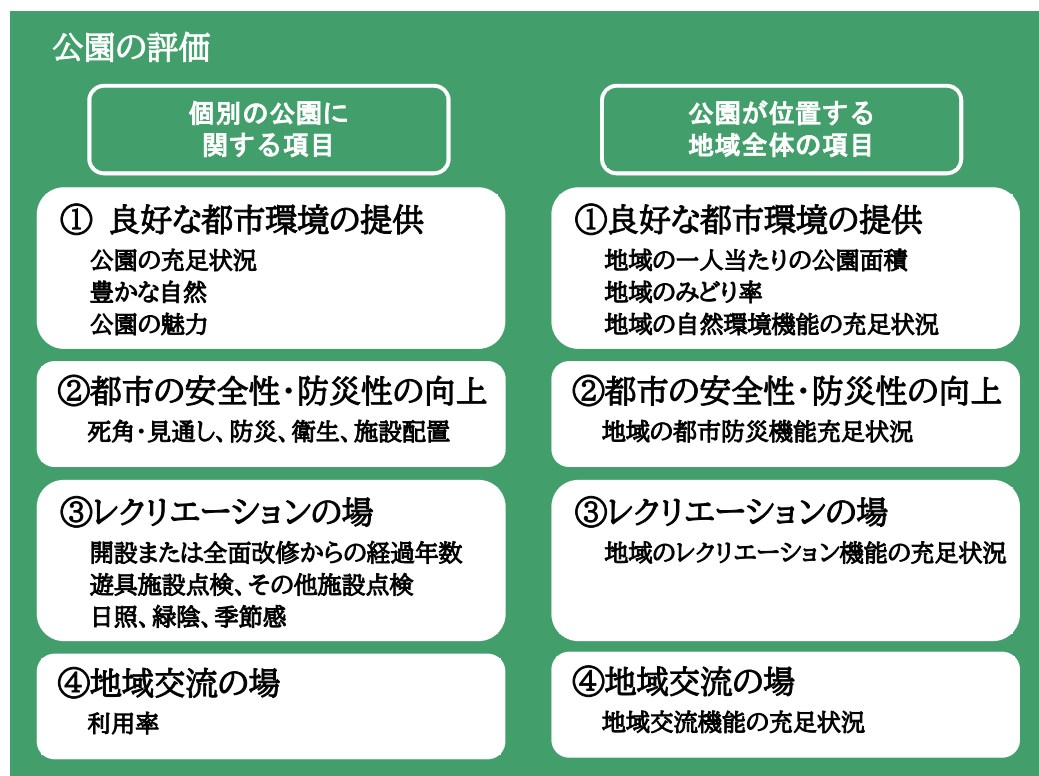 公園の評価
個別の公園に
関する項目
① 良好な都市環境の提供
公園の充足状況
豊かな自然
公園の魅力
②都市の安全性・防災性の向上
死角・見通し、防災、衛生、施設配置
③レクリエーションの場
開設または全面改修からの経過年数
遊具施設点検、その他施設点検
日照、緑陰、季節感
④地域交流の場
利用率
公園が位置する
地域全体の項目
①良好な都市環境の提供
地域の一人当たりの公園面積
地域のみどり率
地域の自然環境機能の充足状況
②都市の安全性・防災性の向上
地域の都市防災機能充足状況
③レクリエーションの場
地域のレクリエーション機能の充足状況
④地域交流の場
地域交流機能の充足状況